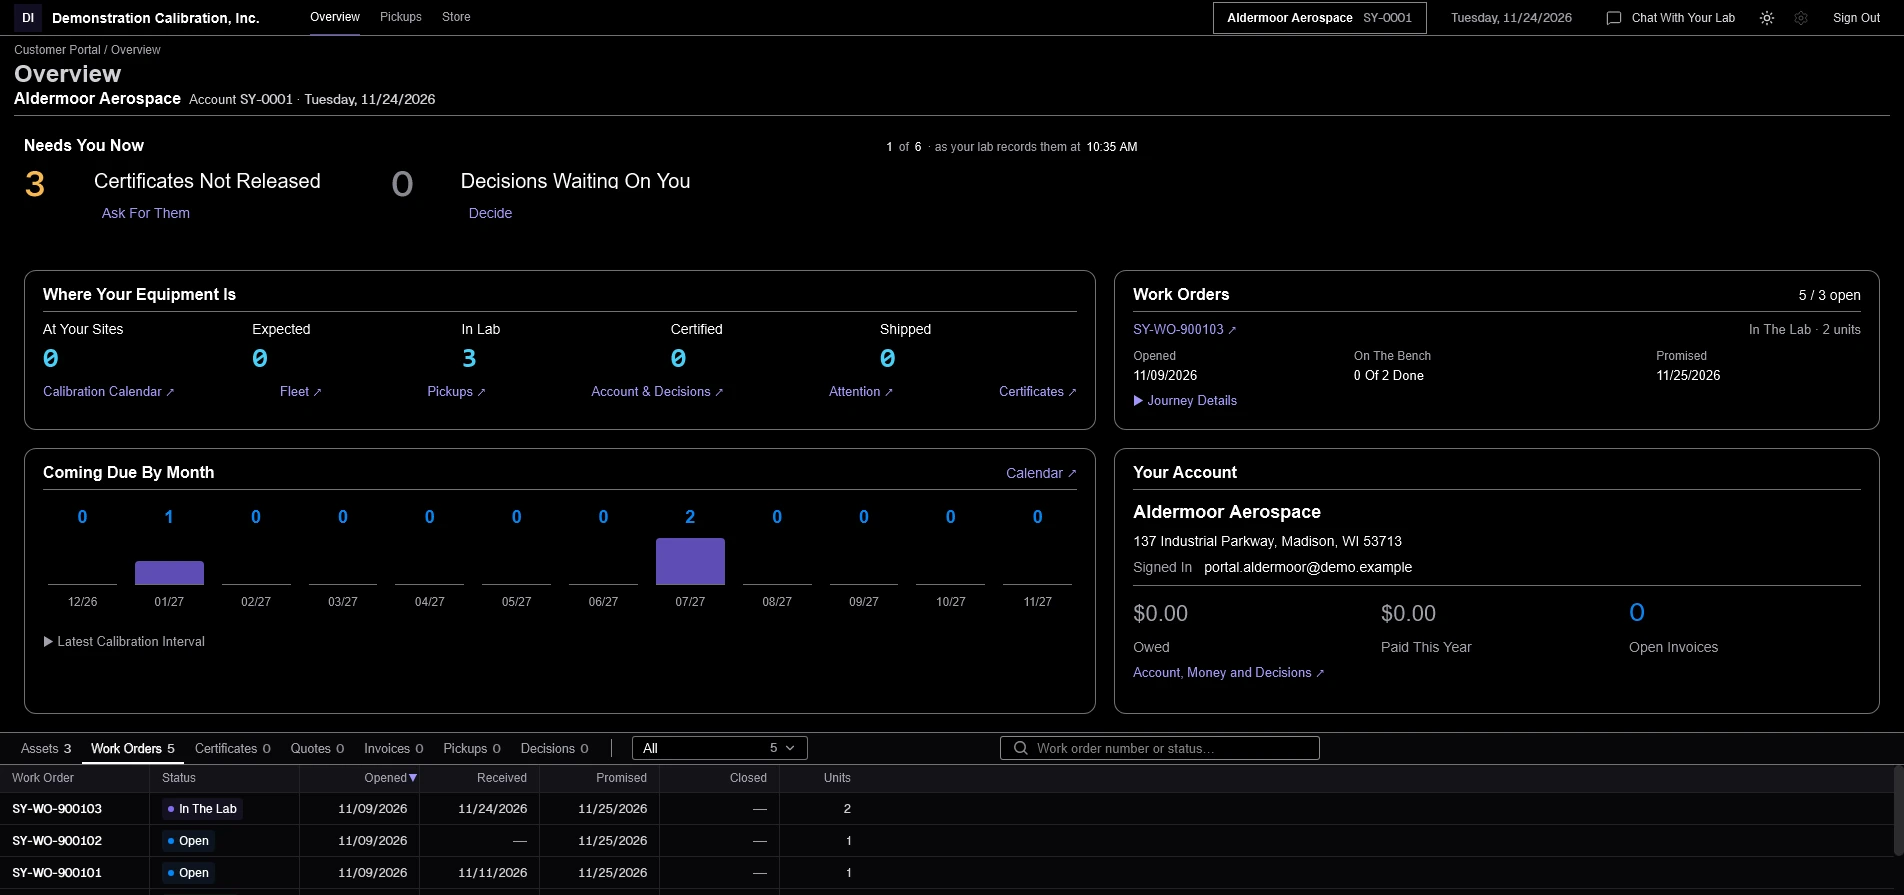 DI Demonstration Calibration, Inc. Overview Pickups Store Aldermoor Aerospace SY-0001 Tuesday, 11/24/2026 Chat With Your Lab Sign Out
Customer Portal / Overview
Overview
Aldermoor Aerospace Account SY-0001 · Tuesday, 11/24/2026
Needs You Now
1 of 6 · as your lab records them at 10:35 AM
3 Certificates Not Released
Ask For Them
0 Decisions Waiting On You
Decide
Where Your Equipment Is
At Your Sites Expected In Lab Certified Shipped
0 0 3 0 0
Calibration Calendar ↗ Fleet ↗ Pickups ↗ Account & Decisions ↗ Attention ↗ Certificates ↗
Work Orders 5 / 3 open
SY-WO-900103 ↗ In The Lab · 2 units
Opened On The Bench Promised
11/09/2026 0 Of 2 Done 11/25/2026
▶ Journey Details
Coming Due By Month Calendar ↗
0 1 0 0 0 0 0 2 0 0 0 0
12/26 01/27 02/27 03/27 04/27 05/27 06/27 07/27 08/27 09/27 10/27 11/27
▶ Latest Calibration Interval
Your Account
Aldermoor Aerospace
137 Industrial Parkway, Madison, WI 53713
Signed In portal.aldermoor@demo.example
$0.00 $0.00 0
Owed Paid This Year Open Invoices
Account, Money and Decisions ↗
Assets 3 Work Orders 5 Certificates 0 Quotes 0 Invoices 0 Pickups 0 Decisions 0 All 5 Work order number or status…
Work Order Status Opened▼ Received Promised Closed Units
SY-WO-900103 In The Lab 11/09/2026 11/24/2026 11/25/2026 — 2
SY-WO-900102 Open 11/09/2026 — 11/25/2026 — 1
SY-WO-900101 Open 11/09/2026 11/11/2026 11/25/2026 — 1